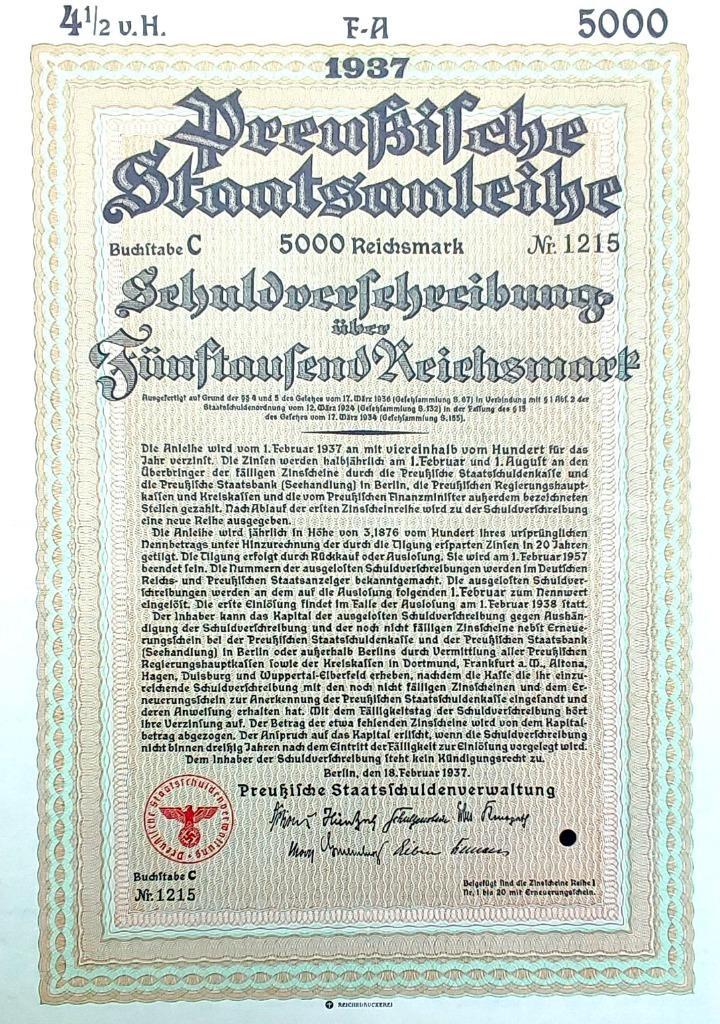 4½ v.H. F-A 5000
1937
Preußische
Staatsanleihe
Buchstabe C 5000 Reichsmark Nr. 1215
Schuldverschreibung
über
Fünftausend Reichsmark
Ausgefertigt auf Grund der §§ 4 und 5 des Gesetzes vom 17. März 1936 (Gesetzsammlung S. 67) in Verbindung mit § 1 Abs. 2 der
Staatsschuldenordnung vom 12. März 1924 (Gesetzsammlung S. 132) in der Fassung des § 15
des Gesetzes vom 17. März 1934 (Gesetzsammlung S. 155).
Die Anleihe wird vom 1. Februar 1937 an mit viereinhalb vom Hundert für das
Jahr verzinst. Die Zinsen werden halbjährlich am 1. Februar und 1. August an den
Überbringer der fälligen Zinsscheine durch die Preußische Staatsschuldenkasse und
die Preußische Staatsbank (Seehandlung) in Berlin, die Preußischen Regierungshaupt-
kassen und Kreiskassen und die vom Preußischen Finanzminister außerdem bezeichneten
Stellen gezahlt. Nach Ablauf der ersten Zinsscheinreihe wird zu der Schuldverschreibung
eine neue Reihe ausgegeben.
Die Anleihe wird jährlich in Höhe von 3,1876 vom Hundert ihres ursprünglichen
Nennbetrags unter Hinzurechnung der durch die Tilgung ersparten Zinsen in 20 Jahren
getilgt. Die Tilgung erfolgt durch Rückkauf oder Auslosung. Sie wird am 1. Februar 1957
beendet sein. Die Nummern der ausgelosten Schuldverschreibungen werden im Deutschen
Reichs- und Preußischen Staatsanzeiger bekanntgemacht. Die ausgelosten Schuldver-
schreibungen werden an dem auf die Auslosung folgenden 1. Februar zum Nennwert
eingelöst. Die erste Einlösung findet im Falle der Auslosung am 1. Februar 1938 statt.
Der Inhaber kann das Kapital der ausgelosten Schuldverschreibung gegen Aushän-
digung der Schuldverschreibung und der noch nicht fälligen Zinsscheine nebst Erneue-
rungsschein bei der Preußischen Staatsschuldenkasse und der Preußischen Staatsbank
(Seehandlung) in Berlin oder außerhalb Berlins durch Vermittlung aller Preußischen
Regierungshauptkassen sowie der Kreiskassen in Dortmund, Frankfurt a. M., Altona,
Hagen, Duisburg und Wuppertal-Elberfeld erheben, nachdem die Kasse die ihr einzu-
reichende Schuldverschreibung mit den noch nicht fälligen Zinsscheinen und dem Er-
neuerungsschein zur Anerkennung der Preußischen Staatsschuldenkasse eingesandt und
deren Anweisung erhalten hat. Mit dem Fälligkeitstag der Schuldverschreibung hört
ihre Verzinsung auf. Der Betrag der etwa fehlenden Zinsscheine wird von dem Kapital-
betrag abgezogen. Der Anspruch auf das Kapital erlischt, wenn die Schuldverschreibung
nicht binnen dreißig Jahren nach dem Eintritt der Fälligkeit zur Einlösung vorgelegt wird.
Dem Inhaber der Schuldverschreibung steht kein Kündigungsrecht zu.
Berlin, den 18. Februar 1937.
Preußische Staatsschuldenverwaltung
Preußische Staatsschuldenverwaltung
Buchstabe C
Nr. 1215
Beigefügt sind die Zinsscheine Reihe I
Nr. 1 bis 20 mit Erneuerungsschein.
REICHSDRUCKEREI